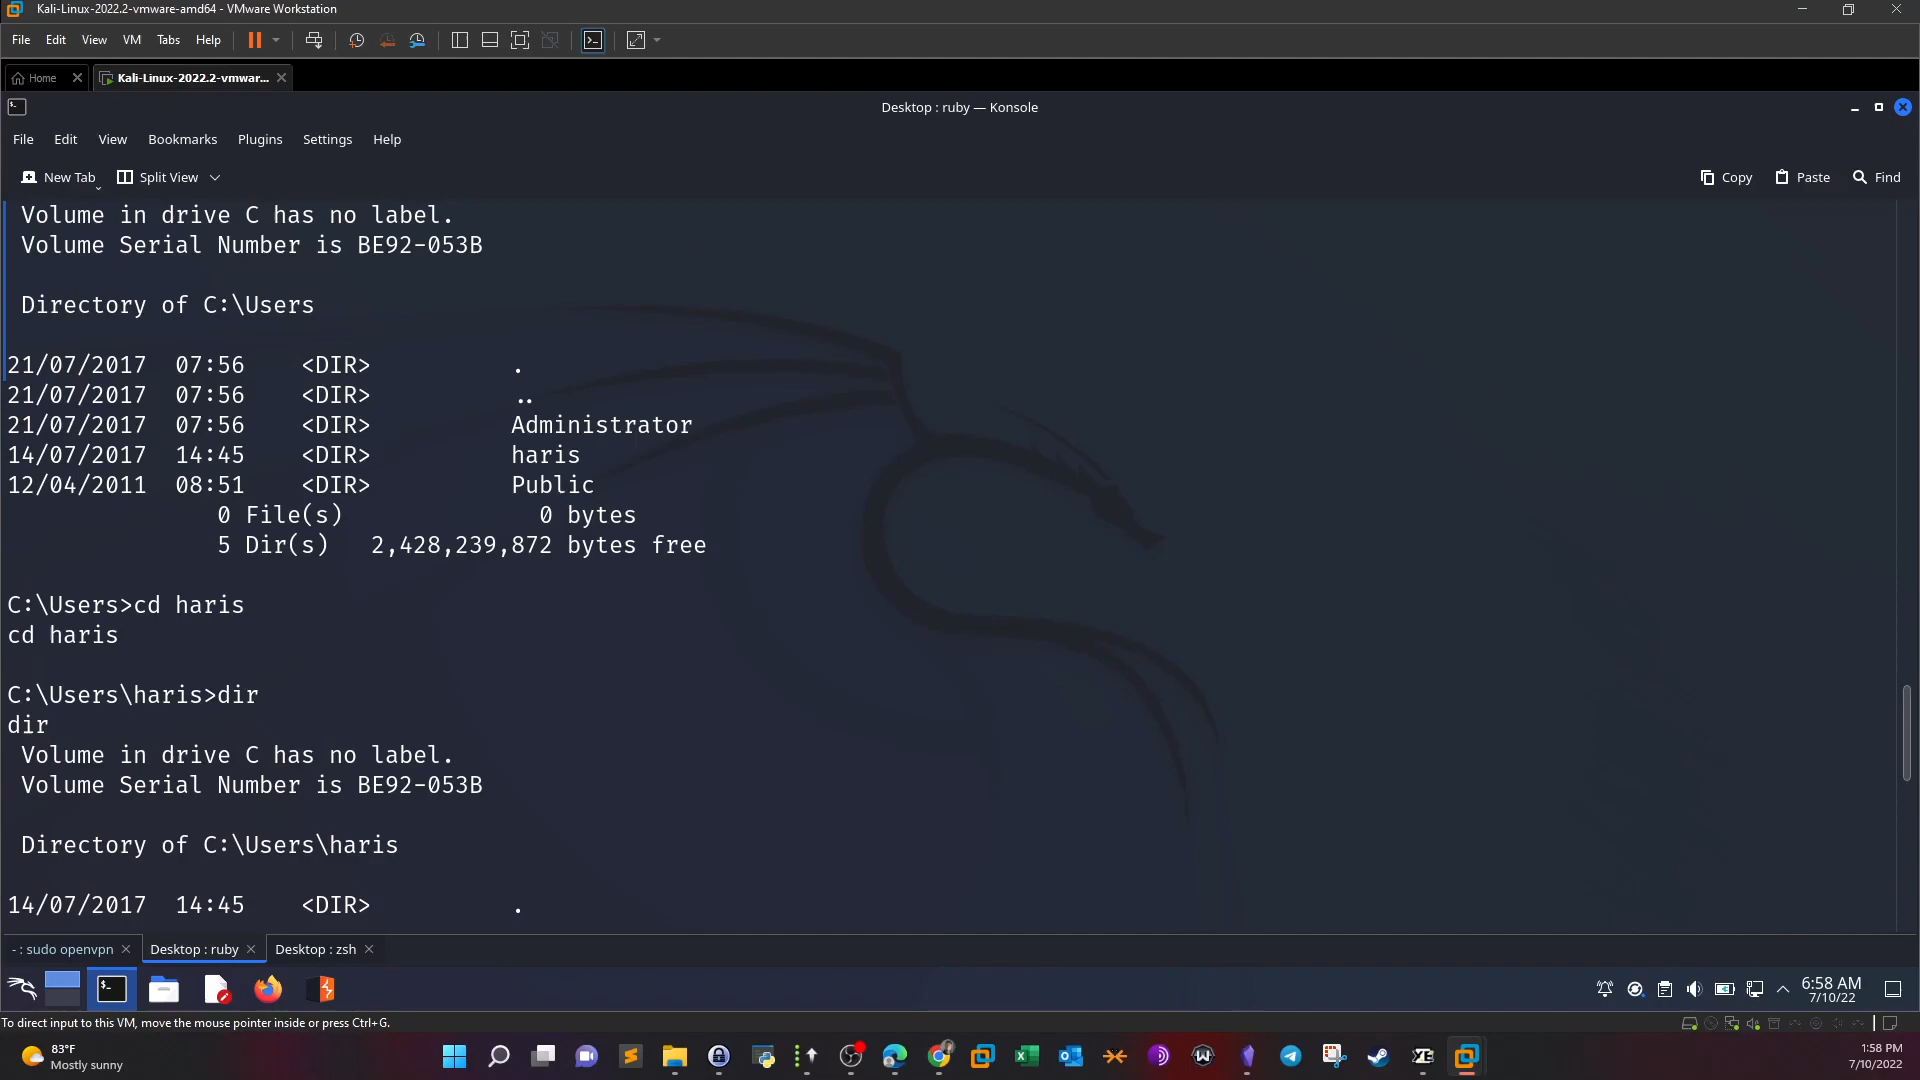 Kali-Linux-2022.2-vmware-amd64 - VMware Workstation
File Edit View VM Tabs Help
Home Kali-Linux-2022.2-vmwar...
Desktop : ruby — Konsole
File Edit View Bookmarks Plugins Settings Help
New Tab Split View Copy Paste Find
Volume in drive C has no label.
Volume Serial Number is BE92-053B
Directory of C:\Users
21/07/2017 07:56 <DIR> .
21/07/2017 07:56 <DIR> ..
21/07/2017 07:56 <DIR> Administrator
14/07/2017 14:45 <DIR> haris
12/04/2011 08:51 <DIR> Public
0 File(s) 0 bytes
5 Dir(s) 2,428,239,872 bytes free
C:\Users>cd haris
cd haris
C:\Users\haris>dir
dir
Volume in drive C has no label.
Volume Serial Number is BE92-053B
Directory of C:\Users\haris
14/07/2017 14:45 <DIR> .
~ : sudo openvpn Desktop : ruby Desktop : zsh
6:58 AM
7/10/22
To direct input to this VM, move the mouse pointer inside or press Ctrl+G.
83°F
Mostly sunny
1:58 PM
7/10/2022